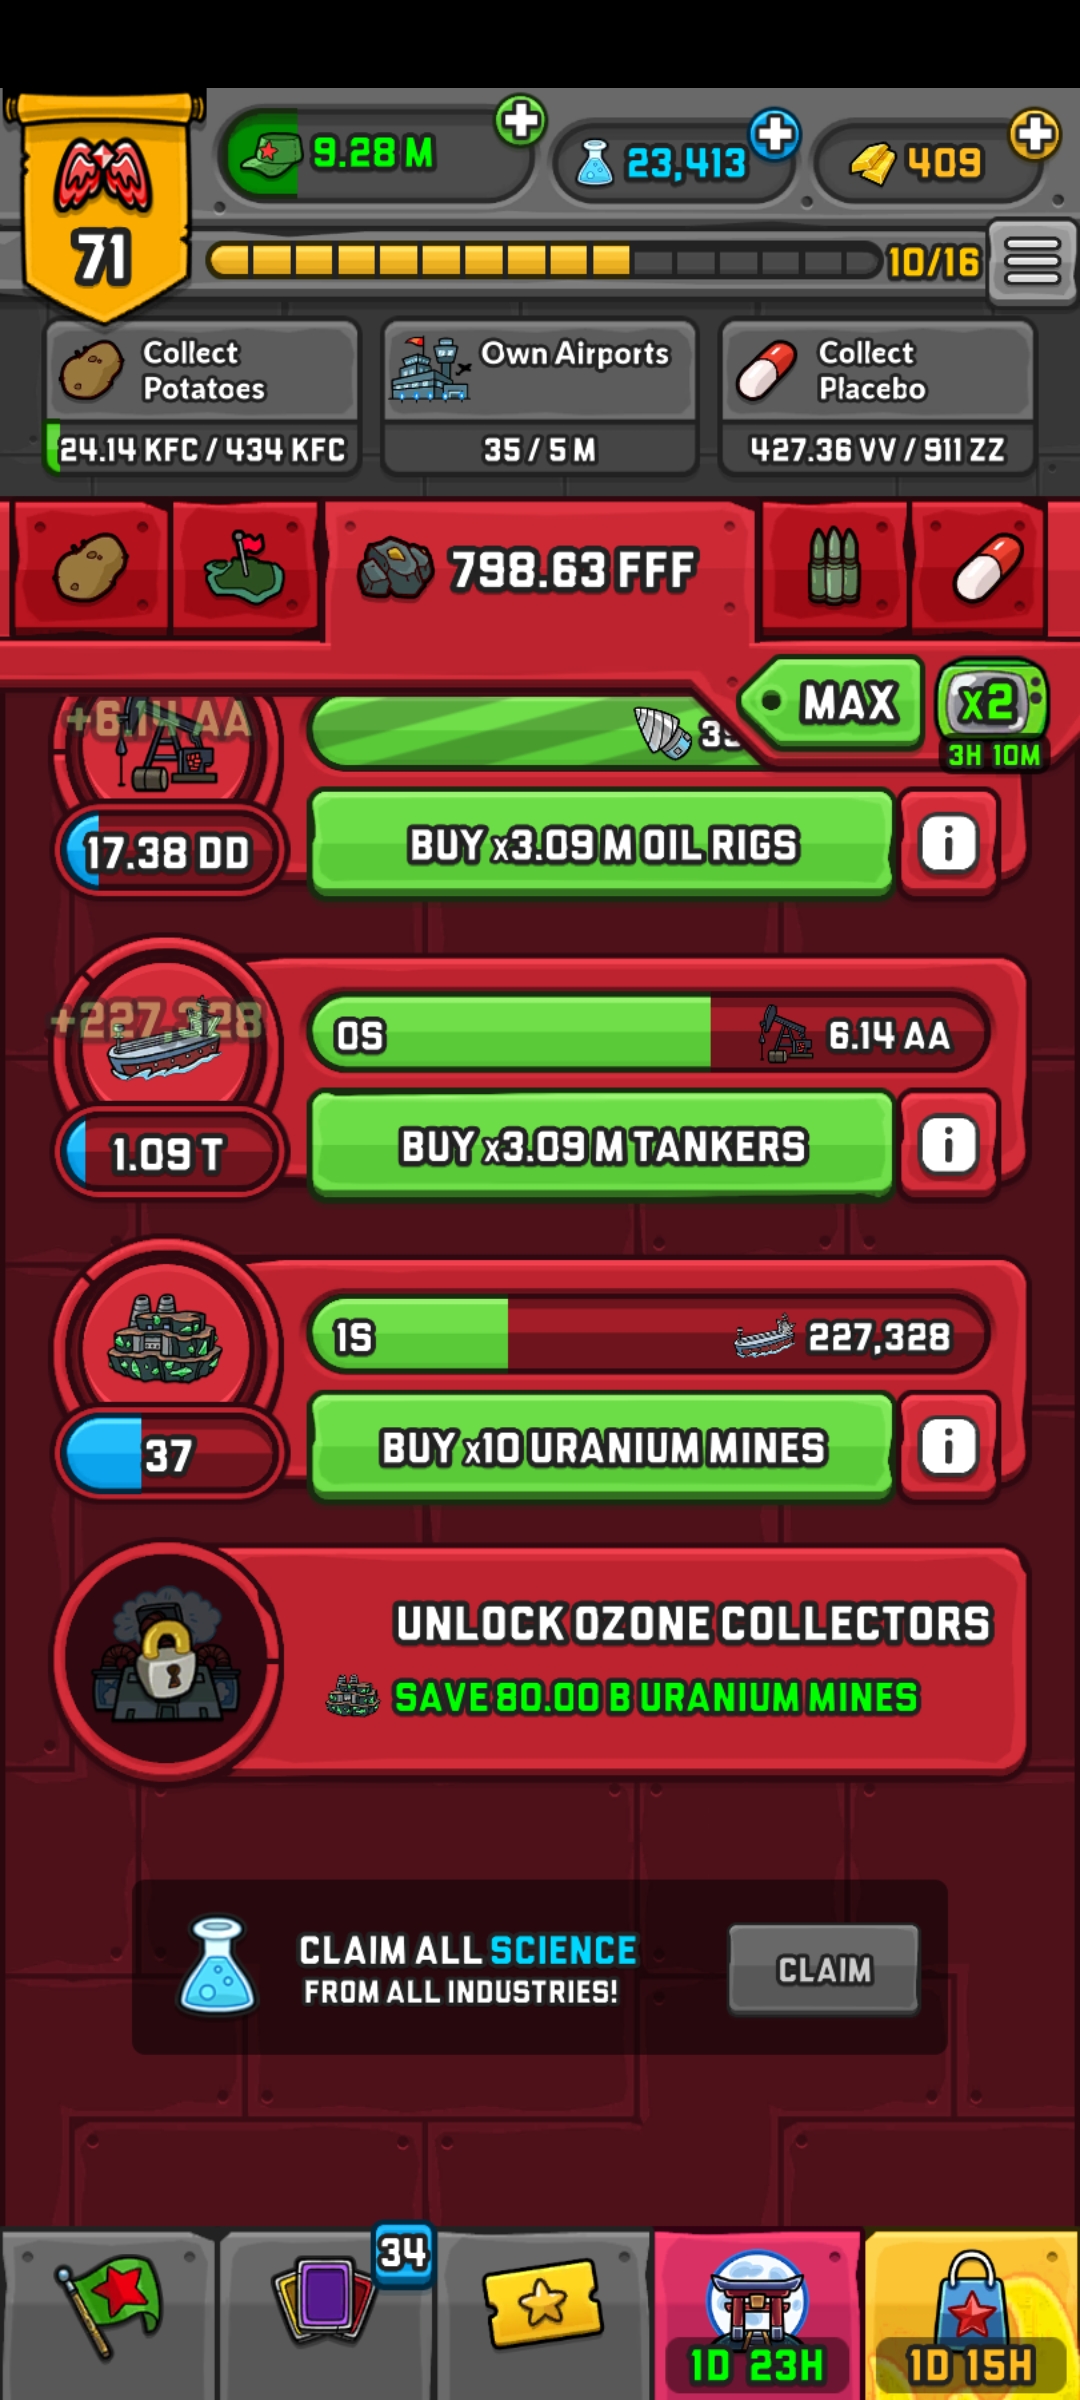 9.28 M
23,413
409
71
10/16
Collect
Potatoes
24.14 KFC / 434 KFC
Own Airports
35 / 5 M
Collect
Placebo
427.36 VV / 911 ZZ
798.63 FFF
MAX
x2
3H 10M
+6.14 AA
17.38 DD
BUY x3.09 M OIL RIGS
i
+227,328
0S
6.14 AA
1.09 T
BUY x3.09 M TANKERS
i
1S
227,328
37
BUY x10 URANIUM MINES
i
UNLOCK OZONE COLLECTORS
SAVE 80.00 B URANIUM MINES
CLAIM ALL SCIENCE
FROM ALL INDUSTRIES!
CLAIM
34
1D 23H
1D 15H